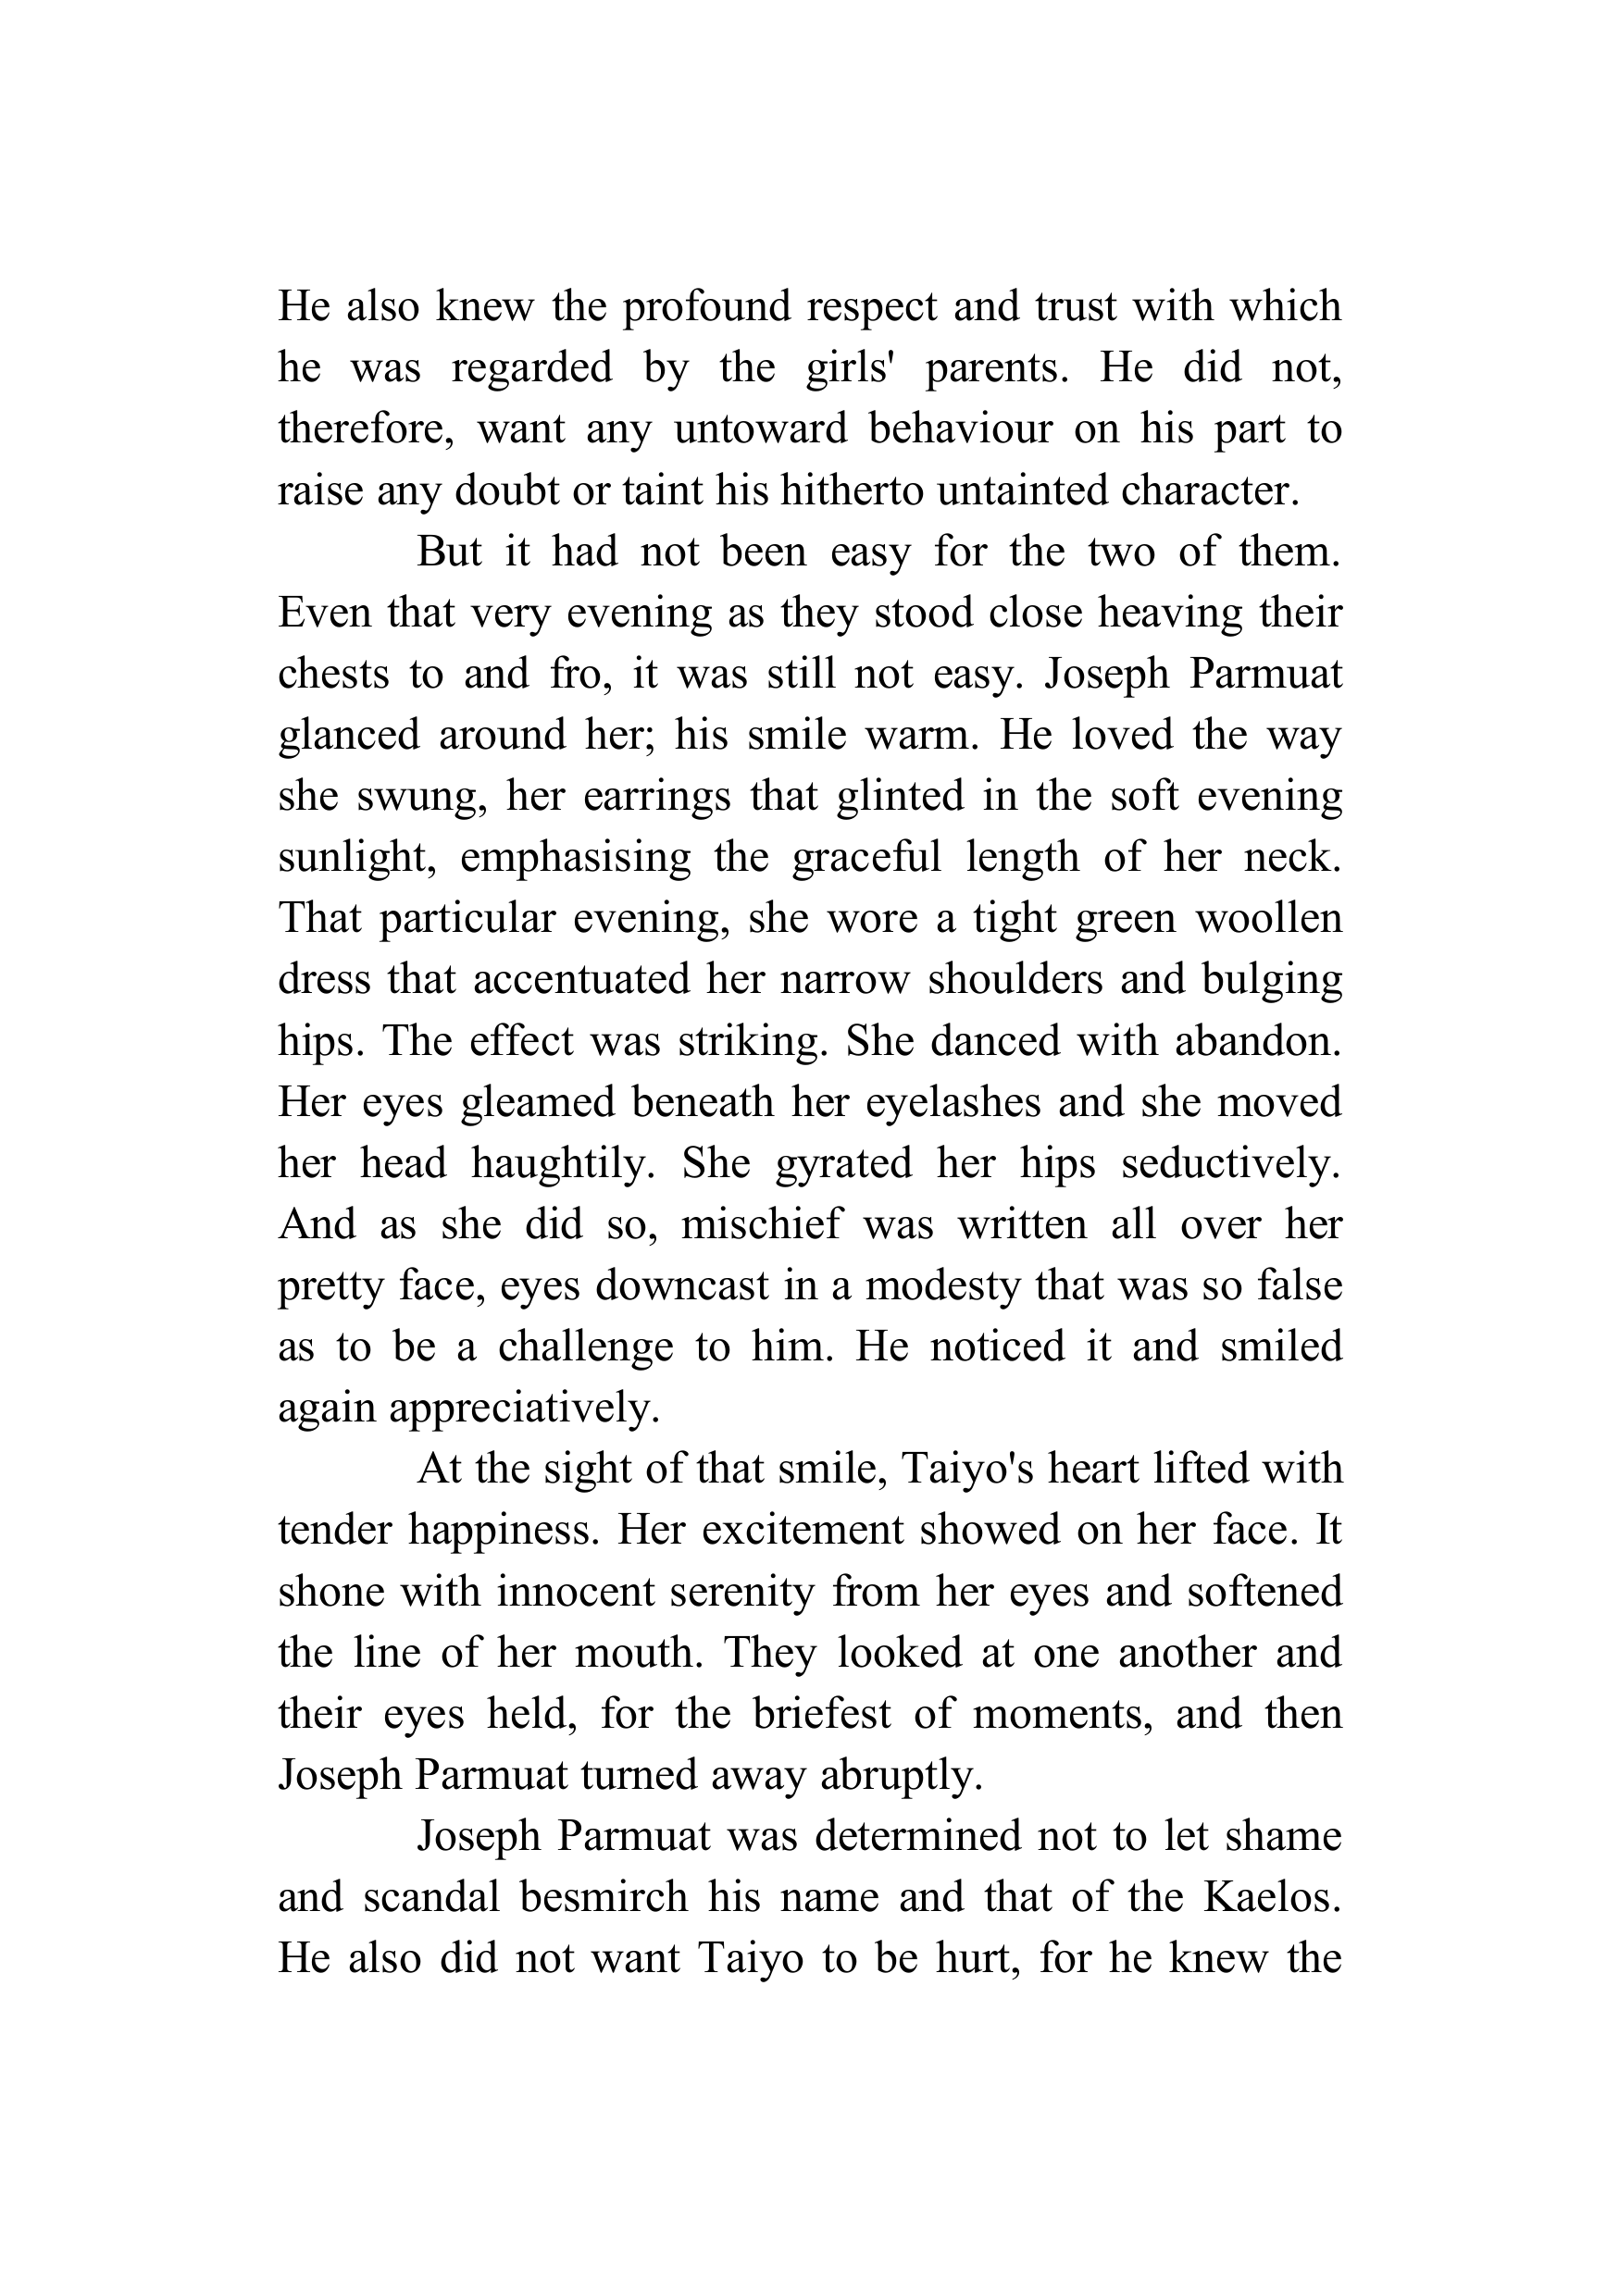 He also knew the profound respect and trust with which
he was regarded by the girls' parents. He did not,
therefore, want any untoward behaviour on his part to
raise any doubt or taint his hitherto untainted character.
But it had not been easy for the two of them.
Even that very evening as they stood close heaving their
chests to and fro, it was still not easy. Joseph Parmuat
glanced around her; his smile warm. He loved the way
she swung, her earrings that glinted in the soft evening
sunlight, emphasising the graceful length of her neck.
That particular evening, she wore a tight green woollen
dress that accentuated her narrow shoulders and bulging
hips. The effect was striking. She danced with abandon.
Her eyes gleamed beneath her eyelashes and she moved
her head haughtily. She gyrated her hips seductively.
And as she did so, mischief was written all over her
pretty face, eyes downcast in a modesty that was so false
as to be a challenge to him. He noticed it and smiled
again appreciatively.
At the sight of that smile, Taiyo's heart lifted with
tender happiness. Her excitement showed on her face. It
shone with innocent serenity from her eyes and softened
the line of her mouth. They looked at one another and
their eyes held, for the briefest of moments, and then
Joseph Parmuat turned away abruptly.
Joseph Parmuat was determined not to let shame
and scandal besmirch his name and that of the Kaelos.
He also did not want Taiyo to be hurt, for he knew the